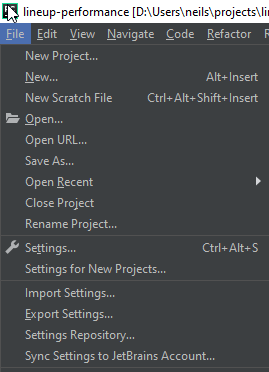 lineup-performance [D:\Users\neils\projects\li
File Edit View Navigate Code Refactor
New Project...
New... Alt+Insert
New Scratch File Ctrl+Alt+Shift+Insert
Open...
Open URL...
Save As...
Open Recent
Close Project
Rename Project...
Settings... Ctrl+Alt+S
Settings for New Projects...
Import Settings...
Export Settings...
Settings Repository...
Sync Settings to JetBrains Account...